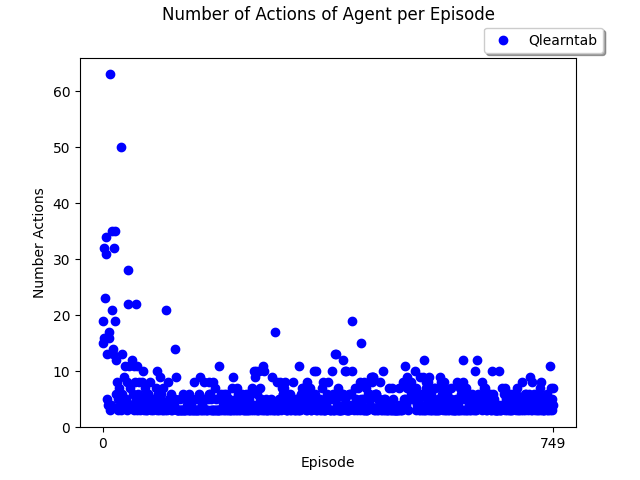 Number of Actions of Agent per Episode
Qlearntab
60
50
40
30
20
10
0
Number Actions
0
749
Episode